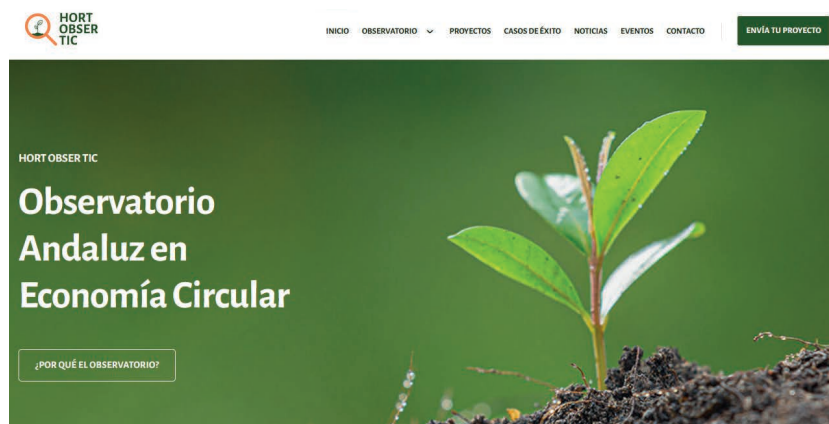 HORT
OBSER
TIC
INICIO OBSERVATORIO PROYECTOS CASOS DE ÉXITO NOTICIAS EVENTOS CONTACTO ENVÍA TU PROYECTO
HORT OBSER TIC
Observatorio
Andaluz en
Economía Circular
¿POR QUÉ EL OBSERVATORIO?